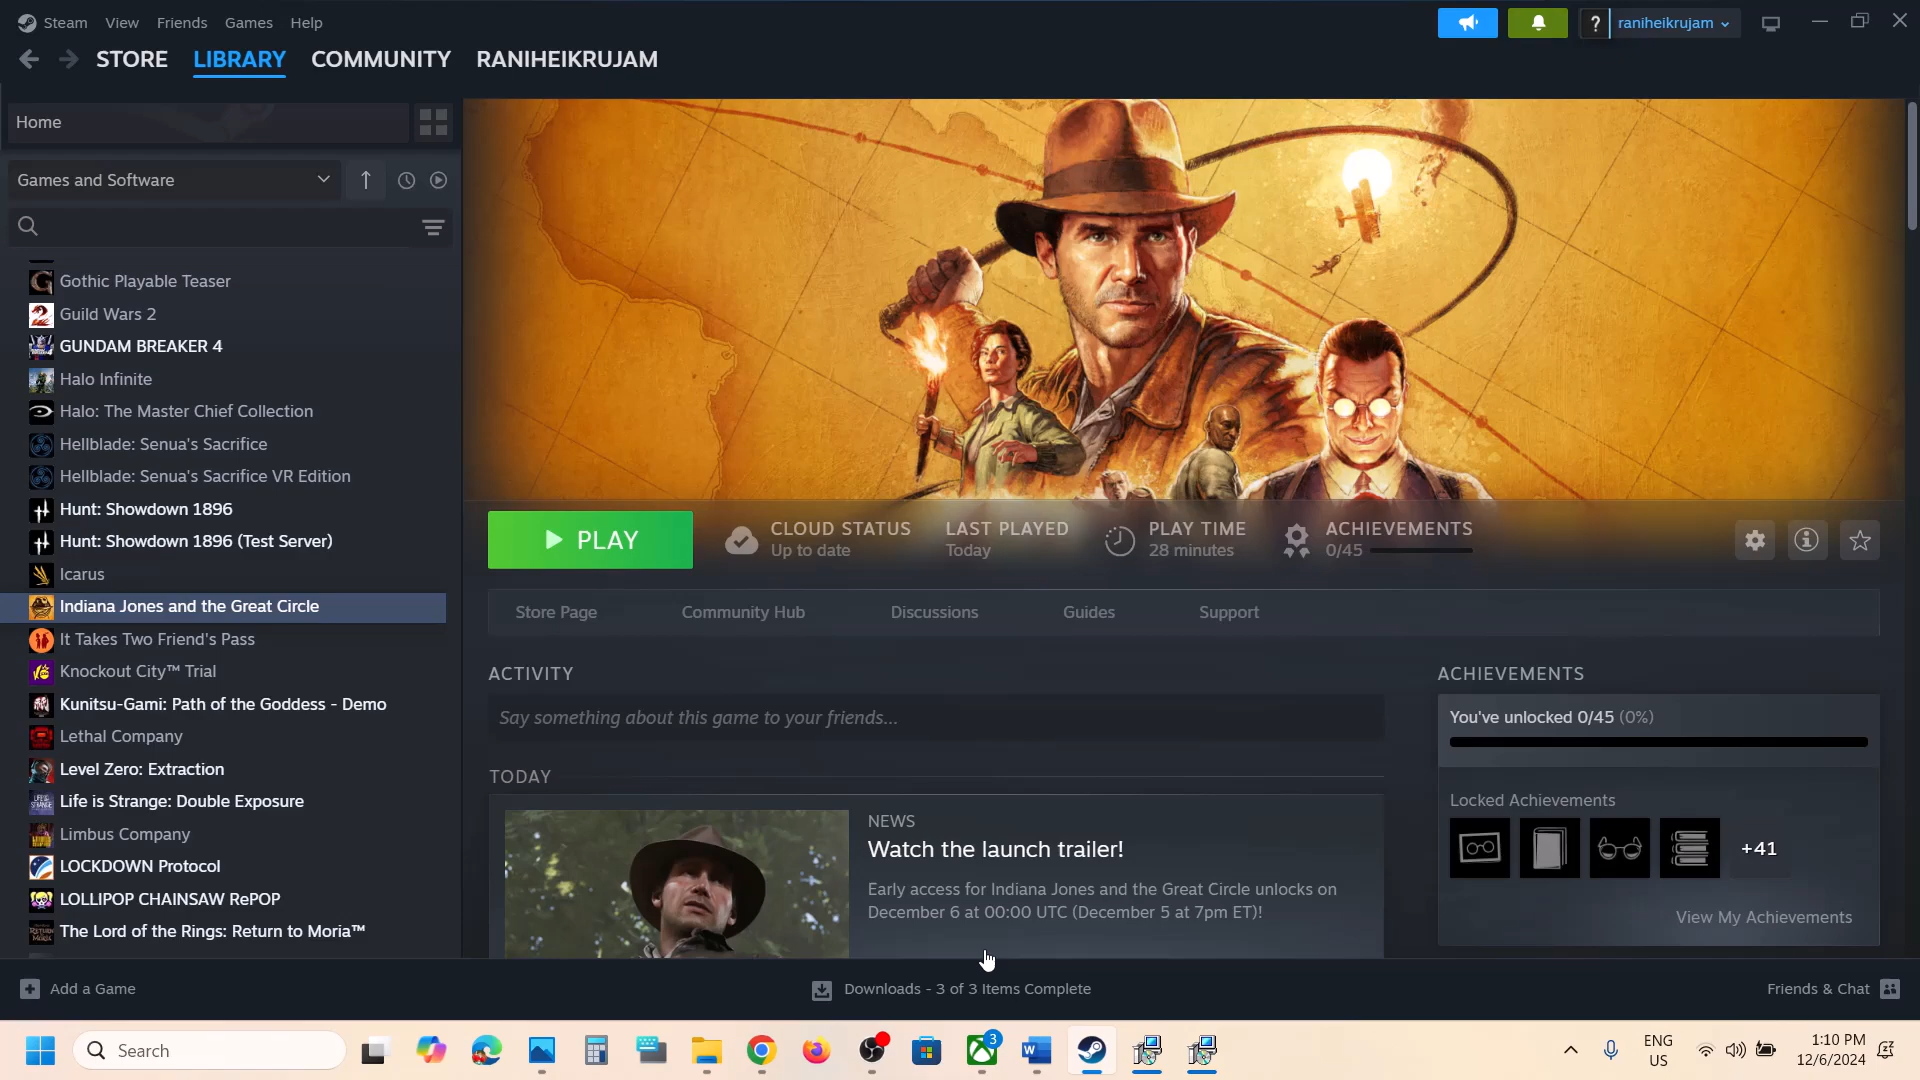 Steam View Friends Games Help
raniheikrujam
STORE LIBRARY COMMUNITY RANIHEIKRUJAM
Home
Games and Software
Gothic Playable Teaser
Guild Wars 2
GUNDAM BREAKER 4
Halo Infinite
Halo: The Master Chief Collection
Hellblade: Senua's Sacrifice
Hellblade: Senua's Sacrifice VR Edition
Hunt: Showdown 1896
Hunt: Showdown 1896 (Test Server)
Icarus
Indiana Jones and the Great Circle
It Takes Two Friend's Pass
Knockout City™ Trial
Kunitsu-Gami: Path of the Goddess - Demo
Lethal Company
Level Zero: Extraction
Life is Strange: Double Exposure
Limbus Company
LOCKDOWN Protocol
LOLLIPOP CHAINSAW RePOP
The Lord of the Rings: Return to Moria™
PLAY
CLOUD STATUS
Up to date
LAST PLAYED
Today
PLAY TIME
28 minutes
ACHIEVEMENTS
0/45
Store Page Community Hub Discussions Guides Support
ACTIVITY
Say something about this game to your friends...
TODAY
NEWS
Watch the launch trailer!
Early access for Indiana Jones and the Great Circle unlocks on
December 6 at 00:00 UTC (December 5 at 7pm ET)!
ACHIEVEMENTS
You've unlocked 0/45 (0%)
Locked Achievements
+41
View My Achievements
Add a Game
Downloads - 3 of 3 Items Complete
Friends & Chat
Search
3
ENG
US
1:10 PM
12/6/2024